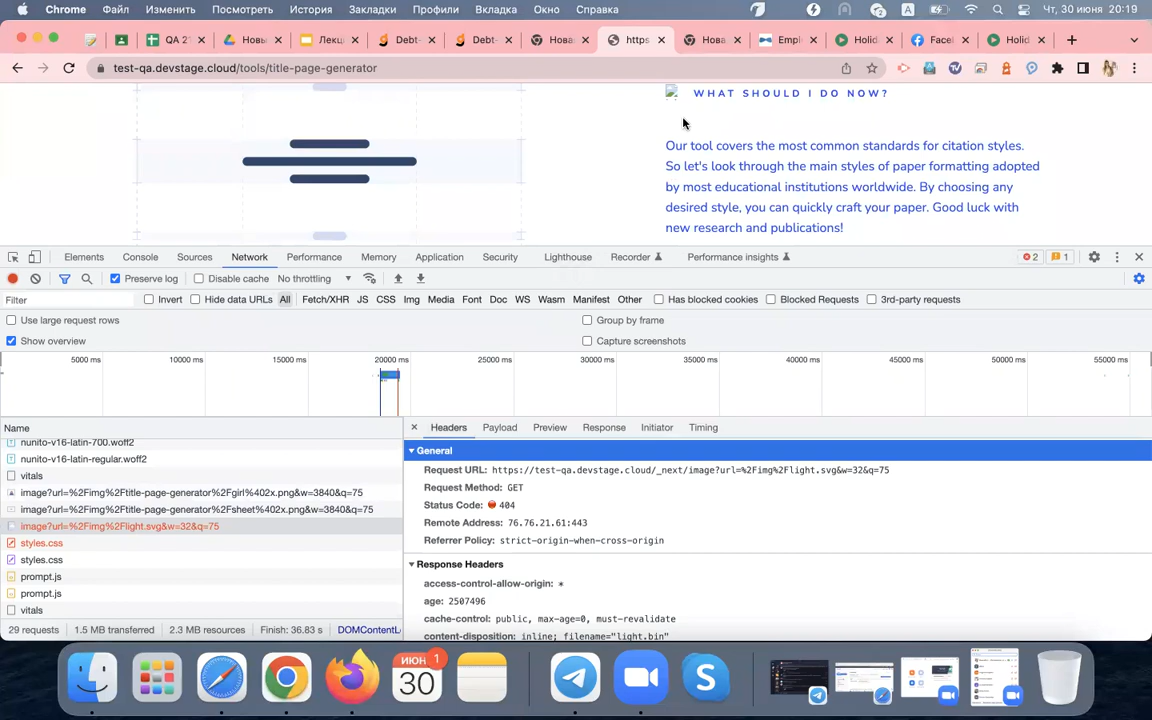 Chrome Файл Изменить Посмотреть История Закладки Профили Вкладка Окно Справка A Чт, 30 июня 20:19
QA 2 Новы Лекц Debt- Debt- Нова https Нова Empl Holid Facel Holid
test-qa.devstage.cloud/tools/title-page-generator
WHAT SHOULD I DO NOW?
Our tool covers the most common standards for citation styles.
So let's look through the main styles of paper formatting adopted
by most educational institutions worldwide. By choosing any
desired style, you can quickly craft your paper. Good luck with
new research and publications!
Elements Console Sources Network Performance Memory Application Security Lighthouse Recorder Performance insights 2 1
Preserve log Disable cache No throttling
Filter Invert Hide data URLs All Fetch/XHR JS CSS Img Media Font Doc WS Wasm Manifest Other Has blocked cookies Blocked Requests 3rd-party requests
Use large request rows Group by frame
Show overview Capture screenshots
5000 ms 10000 ms 15000 ms 20000 ms 25000 ms 30000 ms 35000 ms 40000 ms 45000 ms 50000 ms 55000 ms
Name
nunito-v16-latin-700.woff2
nunito-v16-latin-regular.woff2
vitals
image?url=%2Fimg%2Ftitle-page-generator%2Fgirl%402x.png&w=3840&q=75
image?url=%2Fimg%2Ftitle-page-generator%2Fsheet%402x.png&w=3840&q=75
image?url=%2Fimg%2Flight.svg&w=32&q=75
styles.css
styles.css
prompt.js
prompt.js
vitals
29 requests 1.5 MB transferred 2.3 MB resources Finish: 36.83 s DOMContentL
Headers Payload Preview Response Initiator Timing
General
Request URL: https://test-qa.devstage.cloud/_next/image?url=%2Fimg%2Flight.svg&w=32&q=75
Request Method: GET
Status Code: 404
Remote Address: 76.76.21.61:443
Referrer Policy: strict-origin-when-cross-origin
Response Headers
access-control-allow-origin: *
age: 2507496
cache-control: public, max-age=0, must-revalidate
content-disposition: inline; filename="light.bin"
ИЮН 1
30